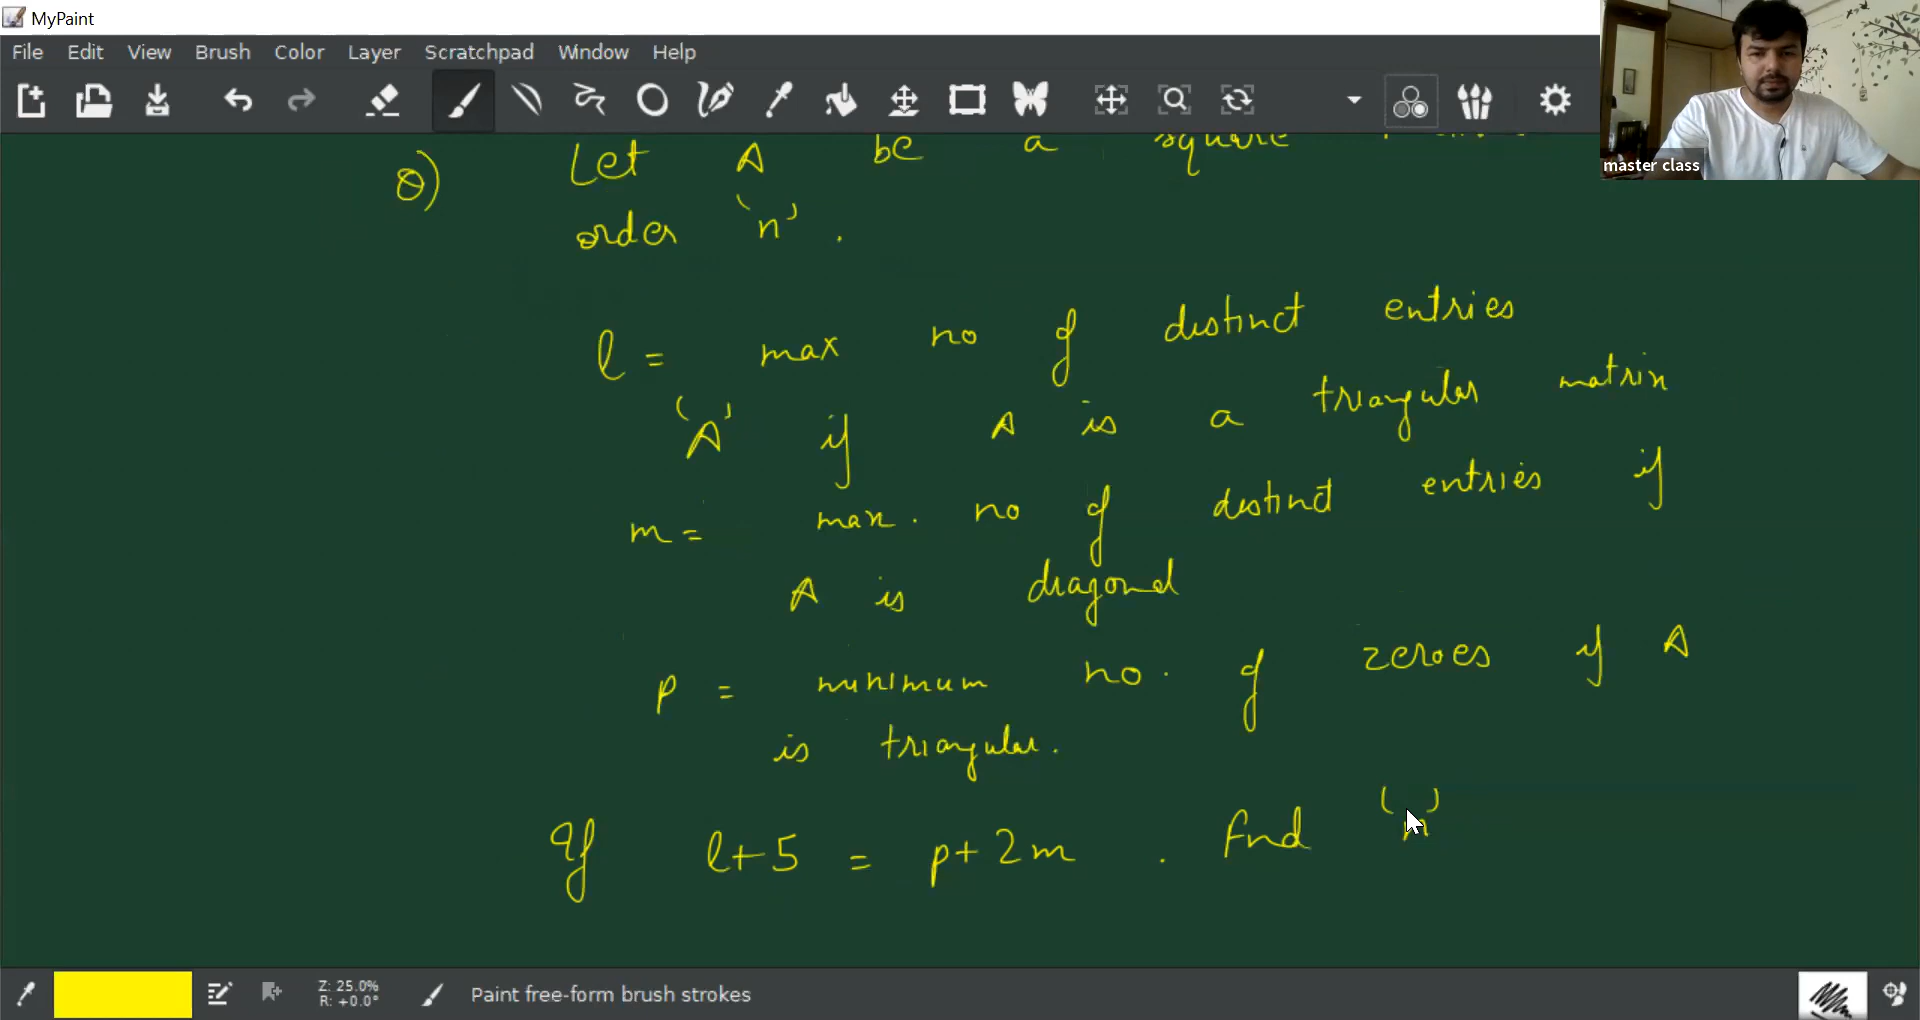 MyPaint
File Edit View Brush Color Layer Scratchpad Window Help
master class
Q) Let A be a square
order 'n'.
l = max no of distinct entries
'A' if A is a triangular matrix
m = max. no of distinct entries if
A is diagonal
p = minimum no. of zeroes if A
is triangular.
If l+5 = p+2m . Find 'n'
Z: 25.0%
R: +0.0°
Paint free-form brush strokes